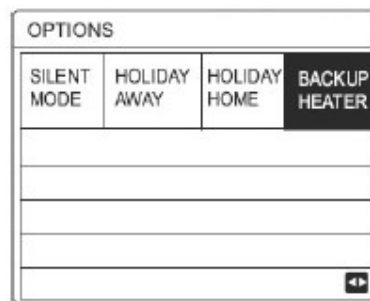 OPTIONS
SILENT MODE
HOLIDAY AWAY
HOLIDAY HOME
BACKUP HEATER